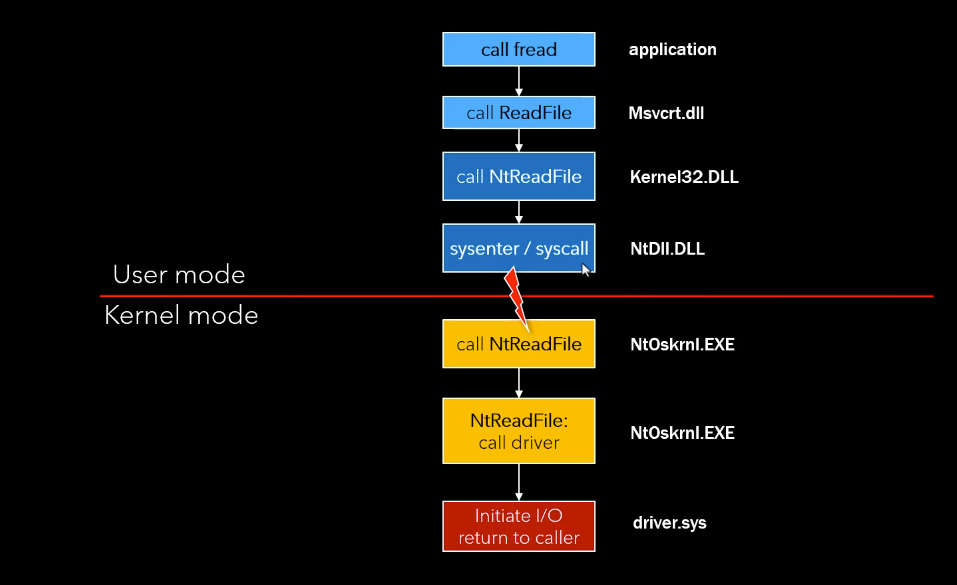 call fread application
call ReadFile Msvcrt.dll
call NtReadFile Kernel32.DLL
sysenter / syscall NtDll.DLL
User mode
Kernel mode
call NtReadFile NtOskrnl.EXE
NtReadFile:
call driver NtOskrnl.EXE
Initiate I/O
return to caller driver.sys